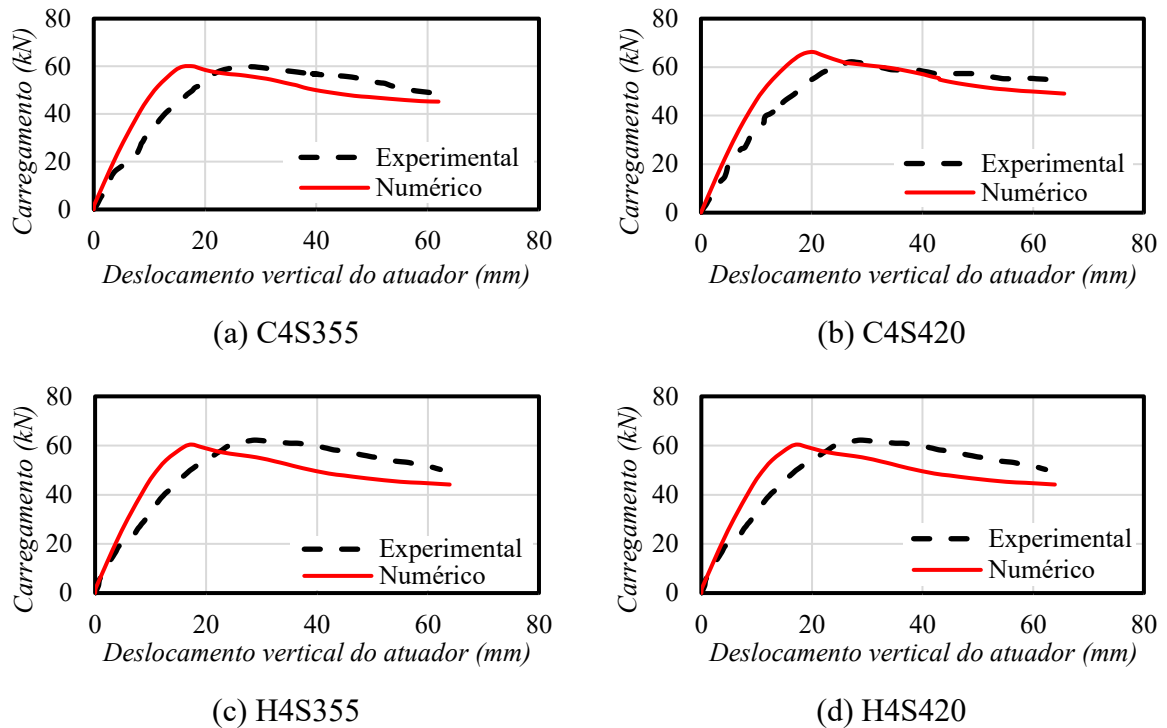 80
60
40
20
0
Carregamento (kN)
Experimental
Numérico
0 20 40 60 80
Deslocamento vertical do atuador (mm)
(a) C4S355
80
60
40
20
0
Carregamento (kN)
Experimental
Numérico
0 20 40 60 80
Deslocamento vertical do atuador (mm)
(b) C4S420
80
60
40
20
0
Carregamento (kN)
Experimental
Numérico
0 20 40 60 80
Deslocamento vertical do atuador (mm)
(c) H4S355
80
60
40
20
0
Carregamento (kN)
Experimental
Numérico
0 20 40 60 80
Deslocamento vertical do atuador (mm)
(d) H4S420